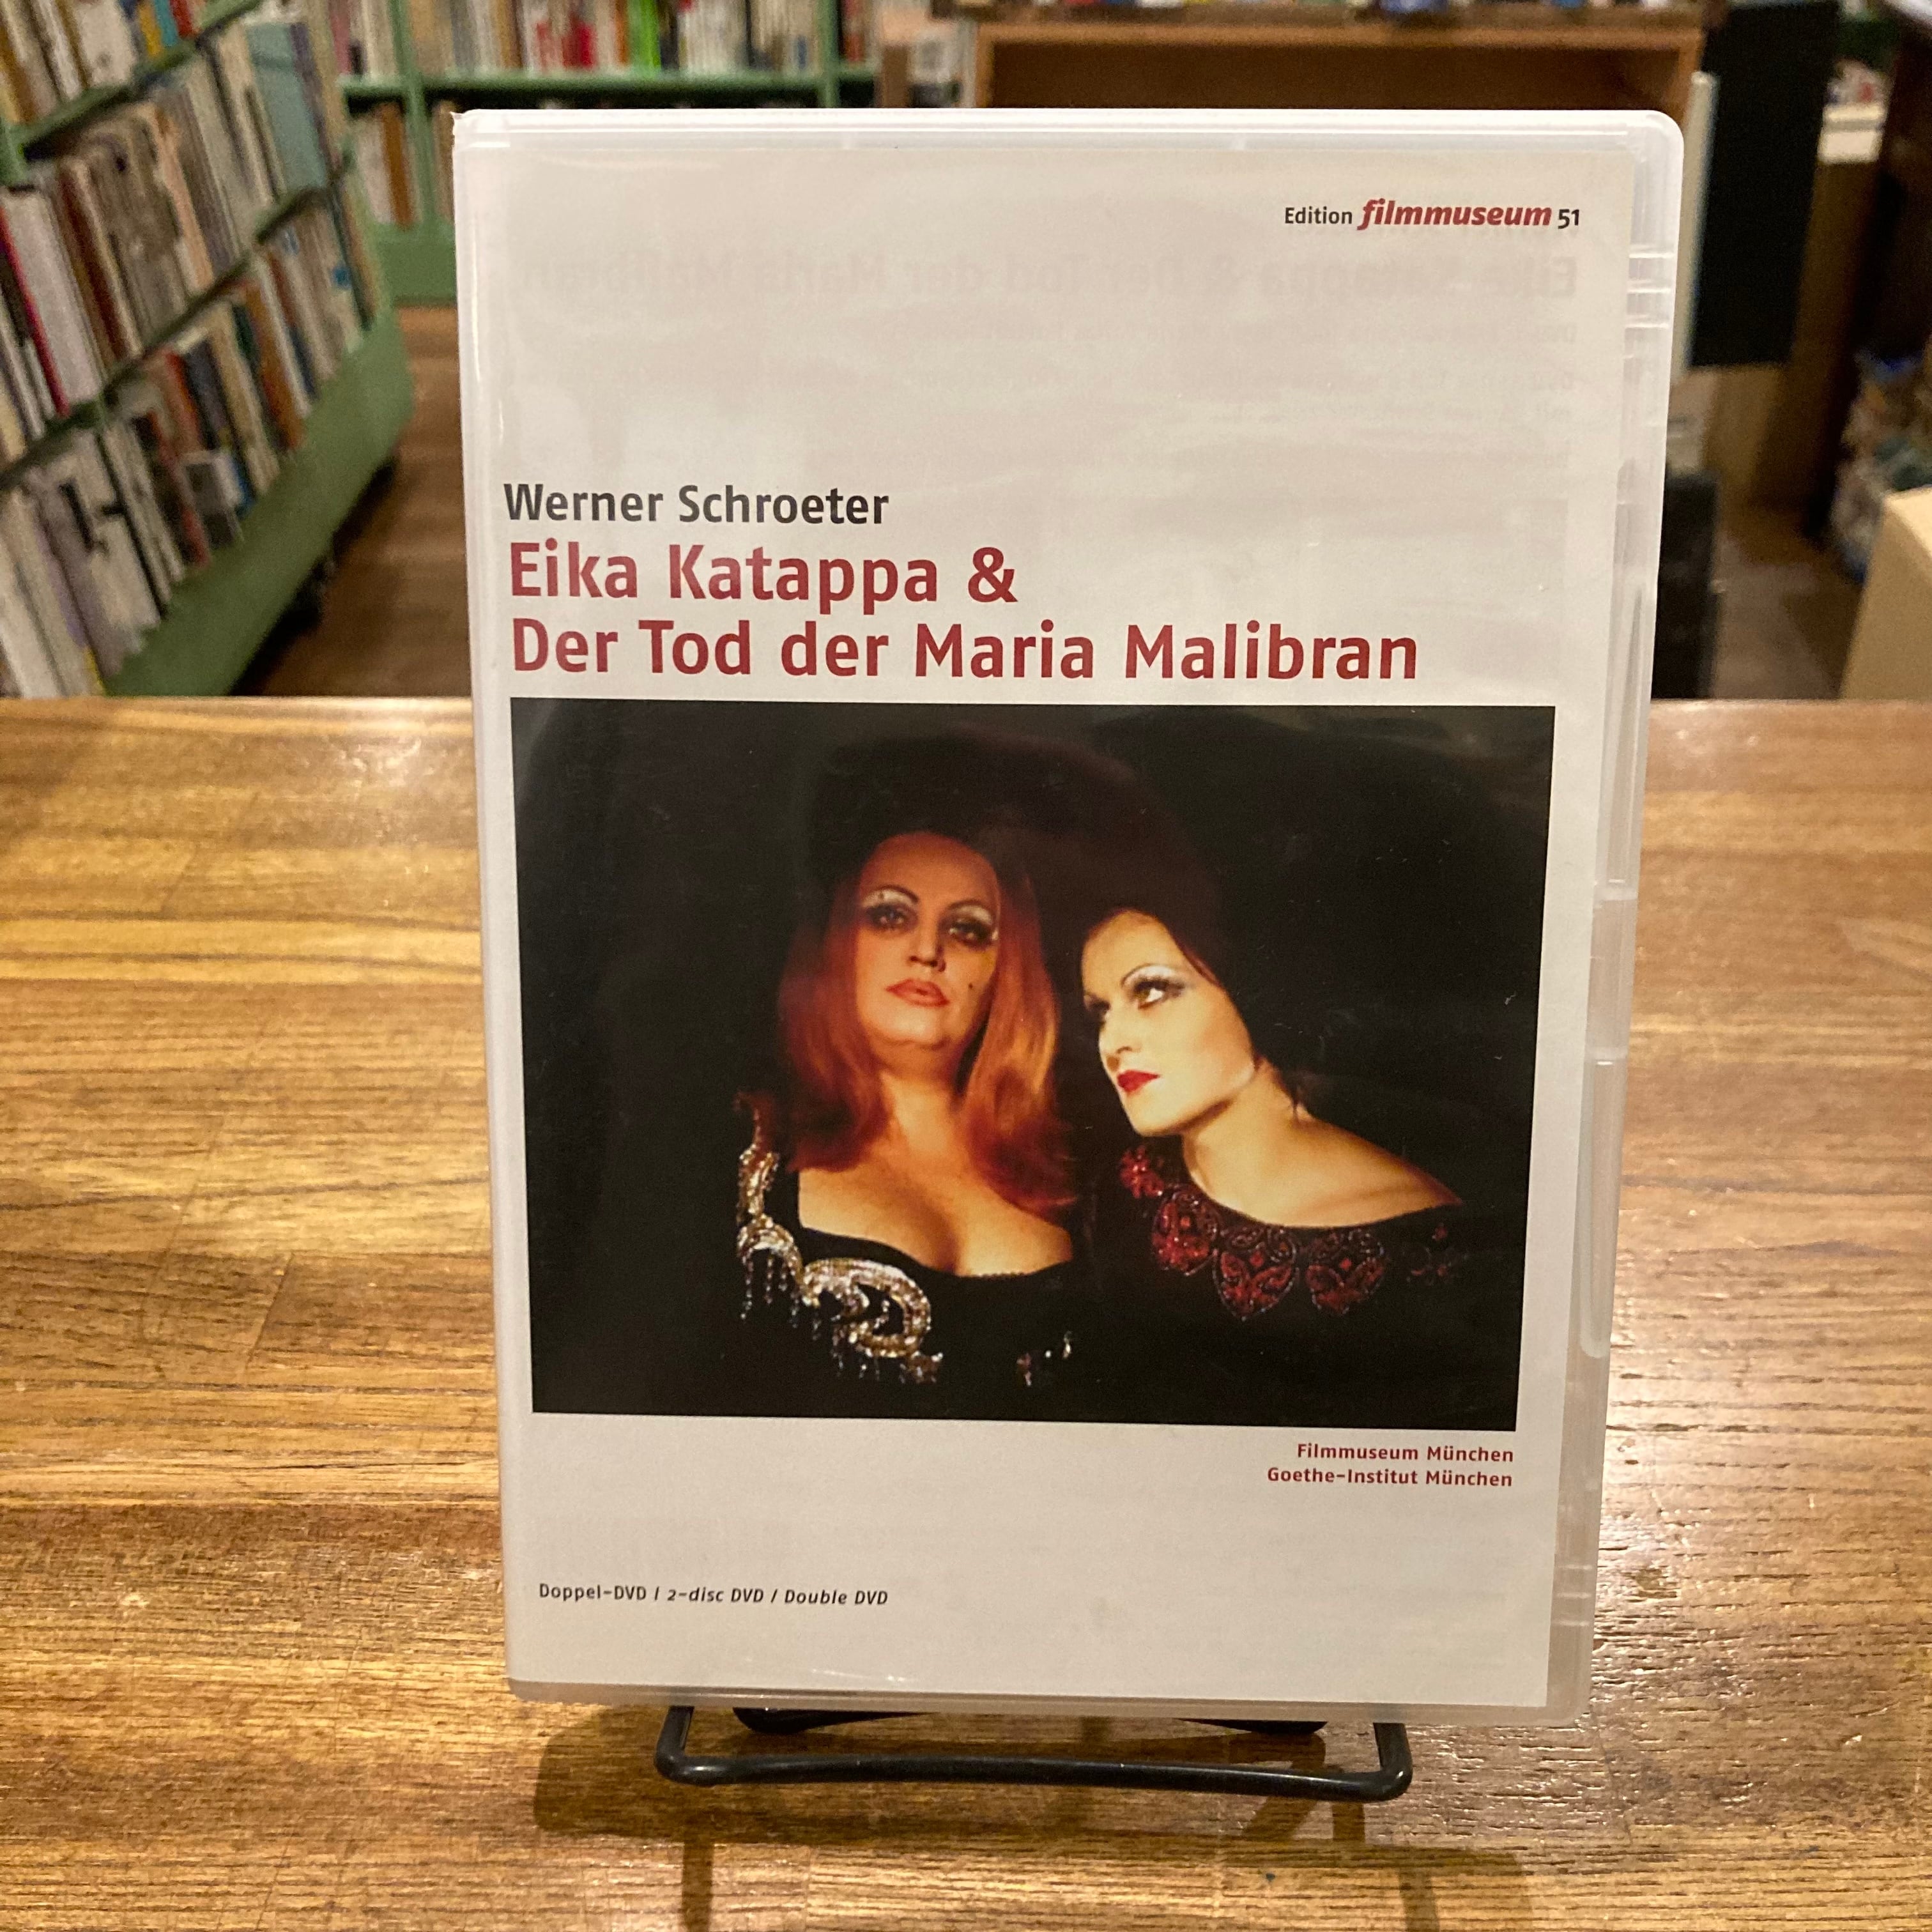 Edition filmmuseum 51
Werner Schroeter
Eika Katappa &
Der Tod der Maria Malibran
Filmmuseum München
Goethe-Institut München
Doppel-DVD / 2-disc DVD / Double DVD